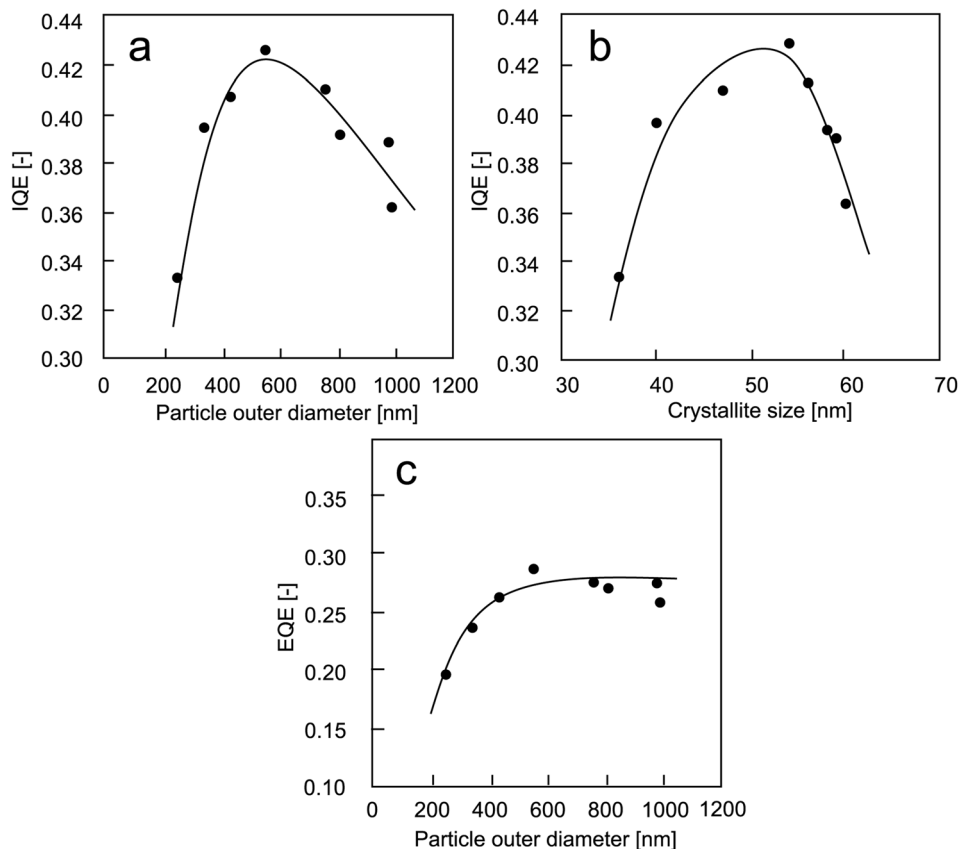 a
IQE [-]
0.44
0.42
0.40
0.38
0.36
0.34
0.32
0.30
0 200 400 600 800 1000 1200
Particle outer diameter [nm]
b
IQE [-]
0.44
0.42
0.40
0.38
0.36
0.34
0.32
0.30
30 40 50 60 70
Crystallite size [nm]
c
EQE [-]
0.35
0.30
0.25
0.20
0.15
0.10
0 200 400 600 800 1000 1200
Particle outer diameter [nm]